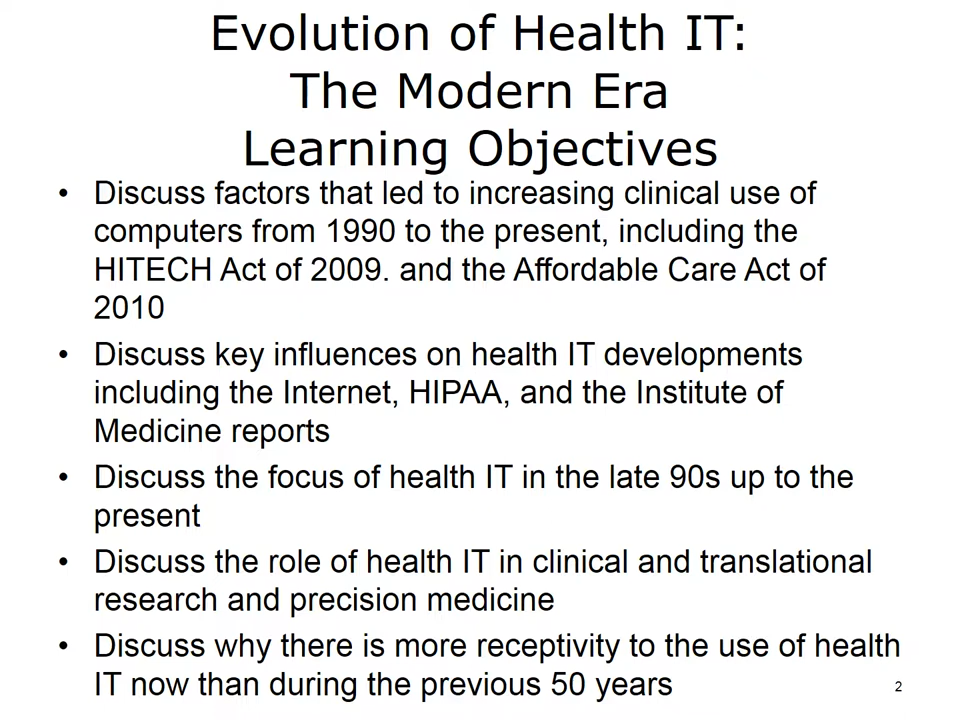 Evolution of Health IT:
The Modern Era
Learning Objectives
• Discuss factors that led to increasing clinical use of
computers from 1990 to the present, including the
HITECH Act of 2009. and the Affordable Care Act of
2010
• Discuss key influences on health IT developments
including the Internet, HIPAA, and the Institute of
Medicine reports
• Discuss the focus of health IT in the late 90s up to the
present
• Discuss the role of health IT in clinical and translational
research and precision medicine
• Discuss why there is more receptivity to the use of health
IT now than during the previous 50 years
2